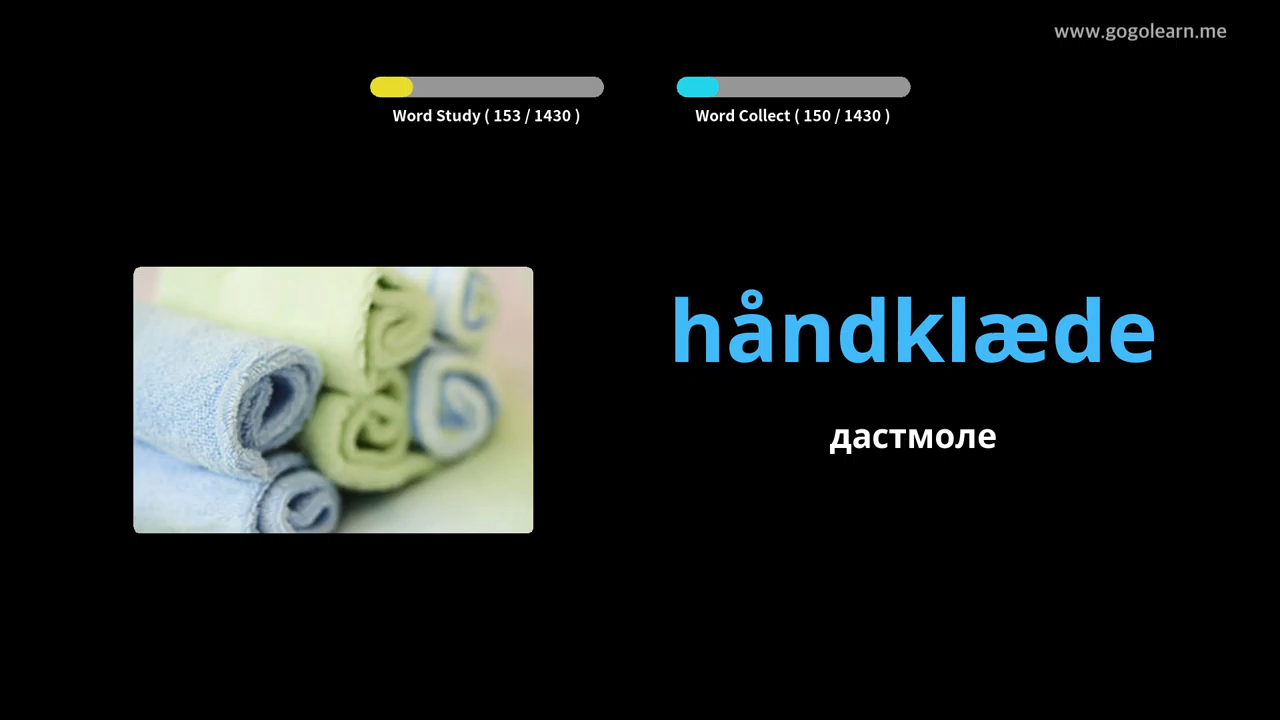 www.gogolearn.me
Word Study ( 153 / 1430 )
Word Collect ( 150 / 1430 )
håndklæde
дастмоле